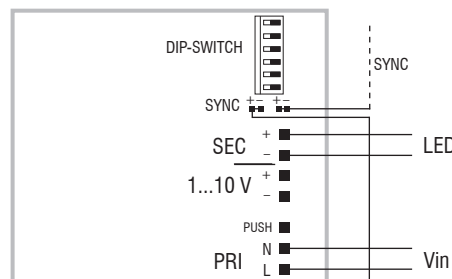 DIP-SWITCH
SYNC
SYNC + – + –
SEC + –
LED
1...10 V + –
PUSH
PRI N L
Vin